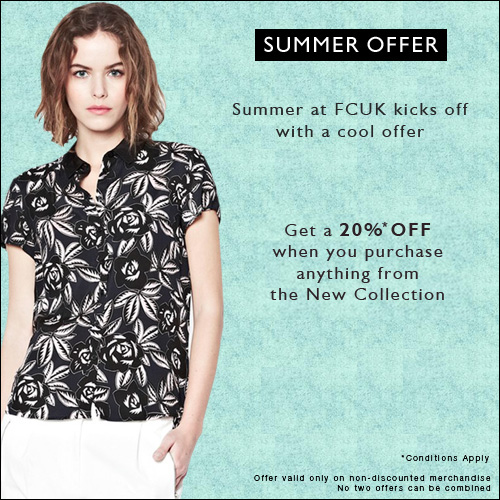 SUMMER OFFER
Summer at FCUK kicks off
with a cool offer
Get a 20%*OFF
when you purchase
anything from
the New Collection
*Conditions Apply
Offer valid only on non-discounted merchandise
No two offers can be combined